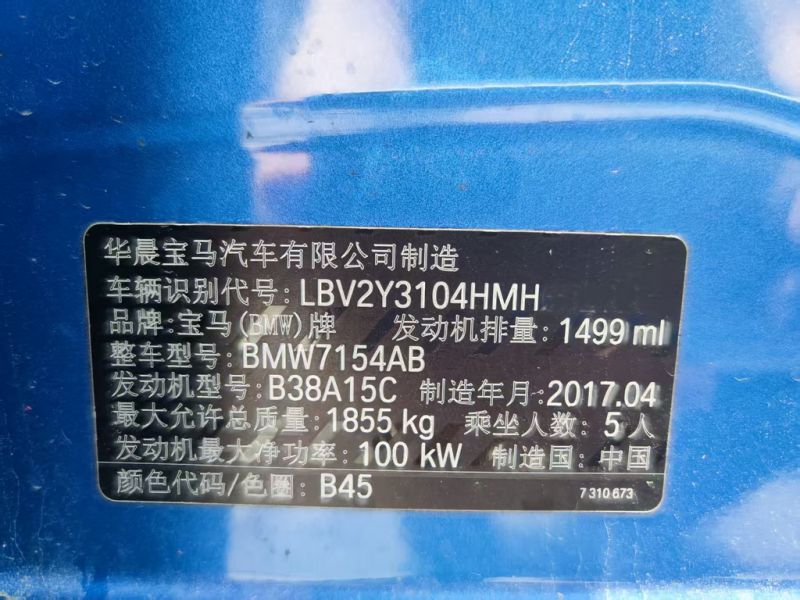 华晨宝马汽车有限公司制造
车辆识别代号: LBV2Y3104HMH
品牌: 宝马(BMW)牌 发动机排量: 1499 ml
整车型号: BMW7154AB
发动机型号: B38A15C 制造年月: 2017.04
最大允许总质量: 1855 kg 乘坐人数: 5 人
发动机最大净功率: 100 kW 制造国: 中国
颜色代码/色圈: B45 7 310 673